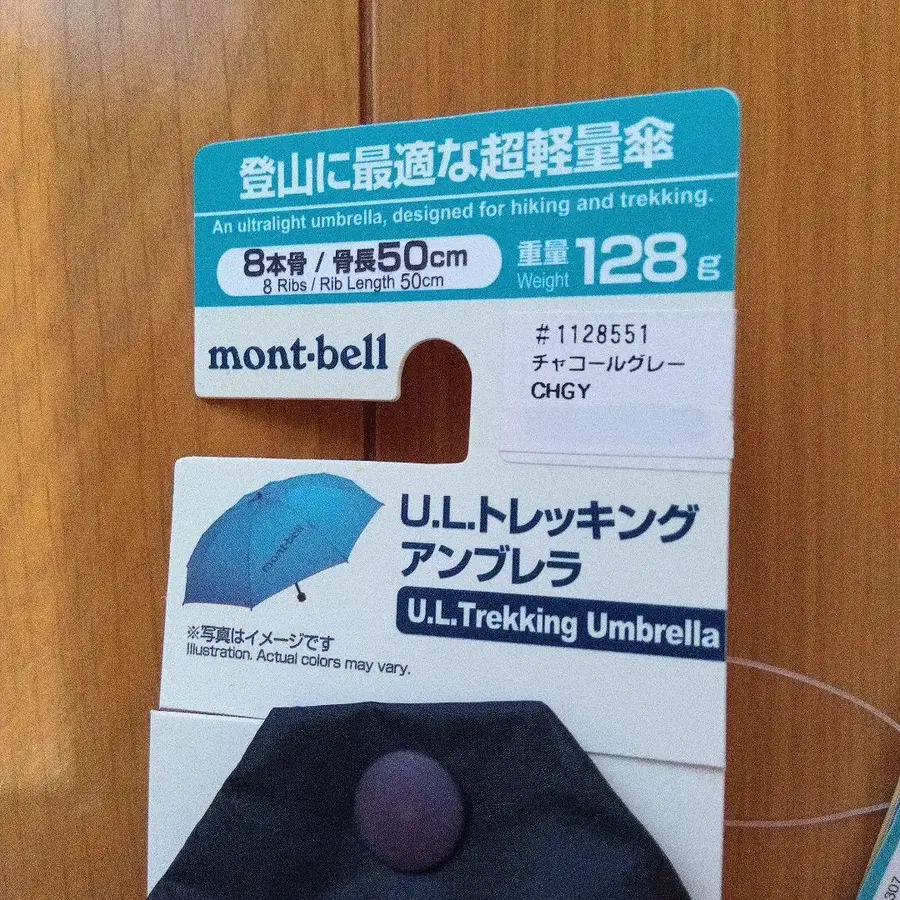 登山に最適な超軽量傘
An ultralight umbrella, designed for hiking and trekking.
8本骨 / 骨長50cm
8 Ribs / Rib Length 50cm
重量 128g
Weight
mont·bell
#1128551
チャコールグレー
CHGY
mont-bell
U.L.トレッキング
アンブレラ
U.L.Trekking Umbrella
※写真はイメージです
Illustration. Actual colors may vary.
307